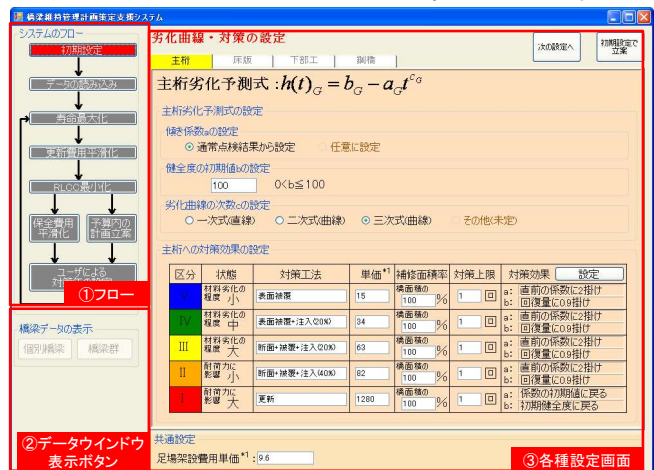 橋梁維持管理計画策定支援システム
システムのフロー
初期設定
データの読み込み
寿命最大化
更新費用平滑化
RLCC最小化
保全費用
平滑化
予算内の
計画立案
ユーザによる
①フロー
橋梁データの表示
個別橋梁 橋梁群
②データウインドウ
表示ボタン
劣化曲線・対策の設定
次の設定へ
初期設定で
立案
主桁 床版 下部工 鋼橋
主桁劣化予測式:h(t)G = bG − aGt^cG
主桁劣化予測式の設定
傾き係数aの設定
通常点検結果から設定 任意に設定
健全度の初期値bの設定
100 0<b≦100
劣化曲線の次数cの設定
一次式(直線) 二次式(曲線) 三次式(曲線) その他(未定)
主桁への対策効果の設定
区分 状態 対策工法 単価*1 補修面積率 対策上限 対策効果 設定
V 材料劣化の程度 小 表面被覆 15 橋面積の 100 % 1 回 a: 直前の係数に2掛け
b: 回復量に0.9掛け
IV 材料劣化の程度 中 表面被覆+注入(20%) 34 橋面積の 100 % 1 回 a: 直前の係数に2掛け
b: 回復量に0.9掛け
III 材料劣化の程度 大 断面+被覆+注入(20%) 63 橋面積の 100 % 1 回 a: 直前の係数に2掛け
b: 回復量に0.9掛け
II 耐荷力に影響 小 断面+被覆+注入(40%) 82 橋面積の 100 % 1 回 a: 直前の係数に2掛け
b: 回復量に0.9掛け
I 耐荷力に影響 大 更新 1280 橋面積の 100 % 1 回 a: 係数の初期値に戻る
b: 初期健全度に戻る
共通設定
足場架設費用単価*1:9.6
③各種設定画面